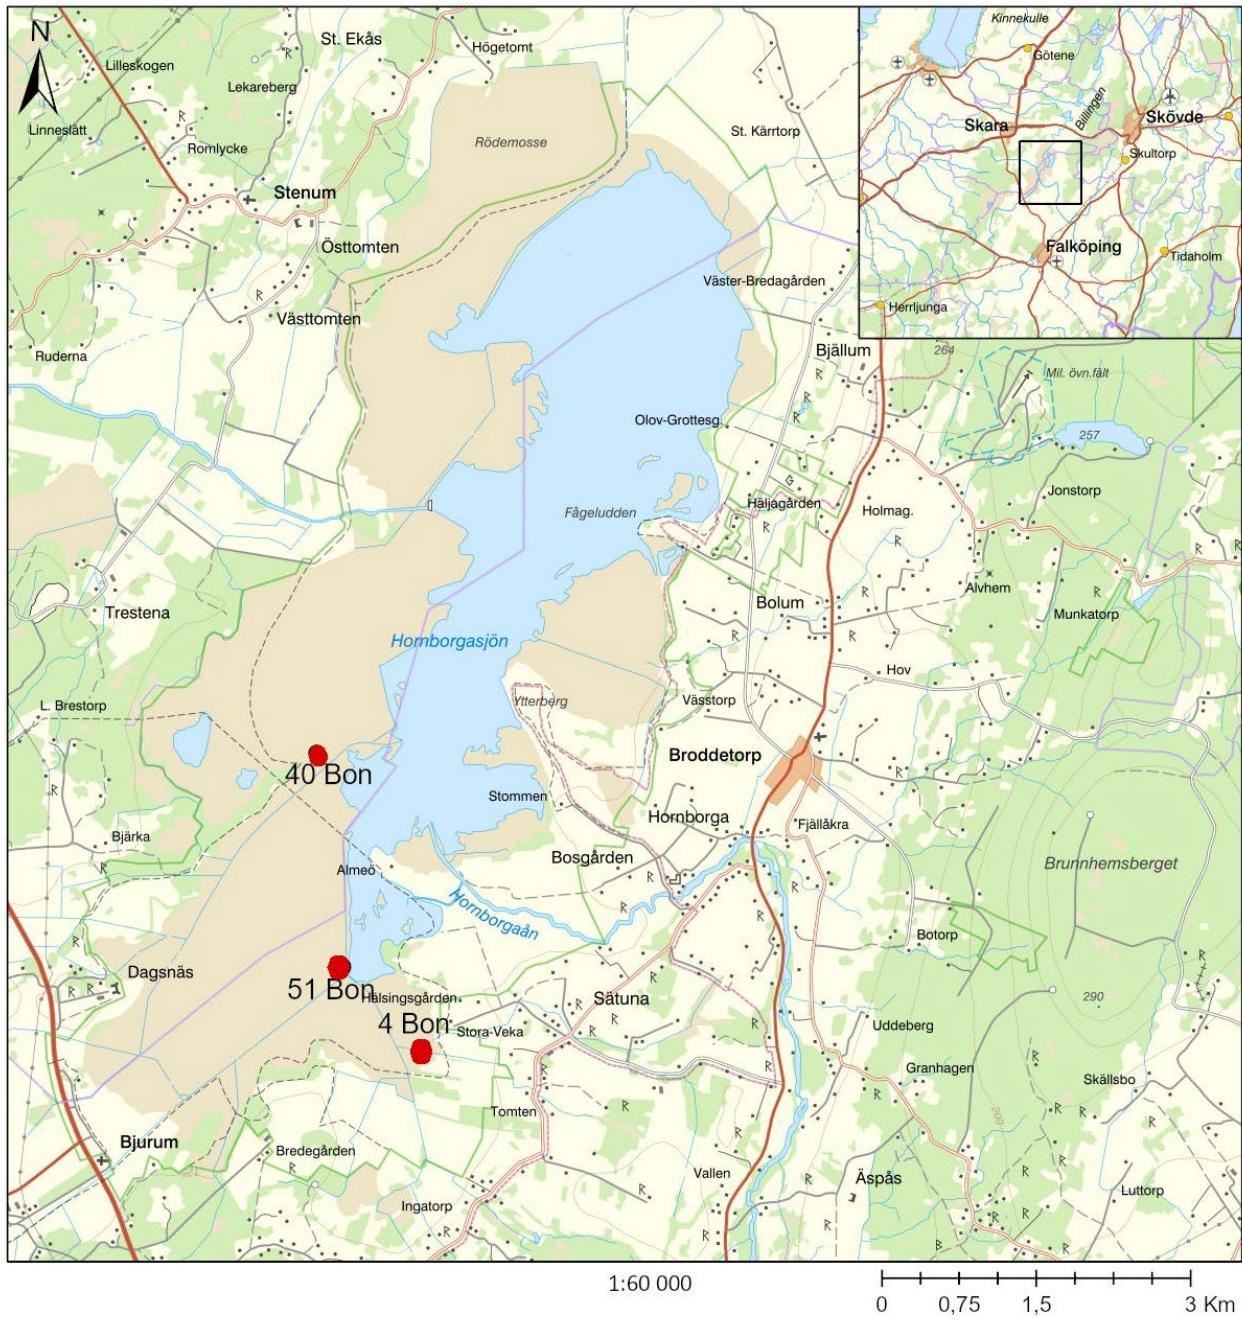 N
St. Ekås
Högetomt
Lilleskogen
Lekareberg
Linneslätt
Romlycke
Rödemosse
St. Kärrtorp
Stenum
Östtomten
Västtomten
Ruderna
Väster-Bredagården
Bjällum
Kinnekulle
Götene
Billingen
Skara
Skövde
Skultorp
Falköping
Tidaholm
Herrljunga
264
Mil. övn.fält
257
Olov-Grottesg.
Jonstorp
Häljagården
Holmag.
Fågeludden
Alvhem
Munkatorp
Trestena
Bolum
Hornborgasjön
Hov
L. Brestorp
Ytterberg
Vässtorp
40 Bon
Broddetorp
Stommen
Hornborga
Fjällåkra
Bjärka
Bosgården
Almeö
Brunnhemsberget
Hornborgaån
Botorp
Dagsnäs
51 Bon
Hälsingsgården
Sätuna
290
4 Bon
Stora-Veka
Uddeberg
Granhagen
Skällsbo
Tomten
200
Bjurum
Bredegården
221
Vallen
Äspås
Ingatorp
Luttorp
1:60 000
0 0,75 1,5 3 Km